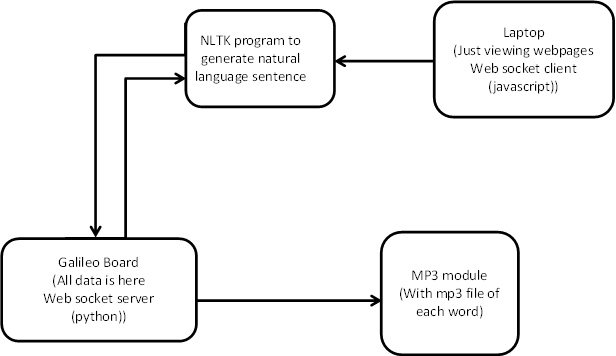 NLTK program to
generate natural
language sentence
Laptop
(Just viewing webpages
Web socket client
(javascript))
Galileo Board
(All data is here
Web socket server
(python))
MP3 module
(With mp3 file of
each word)